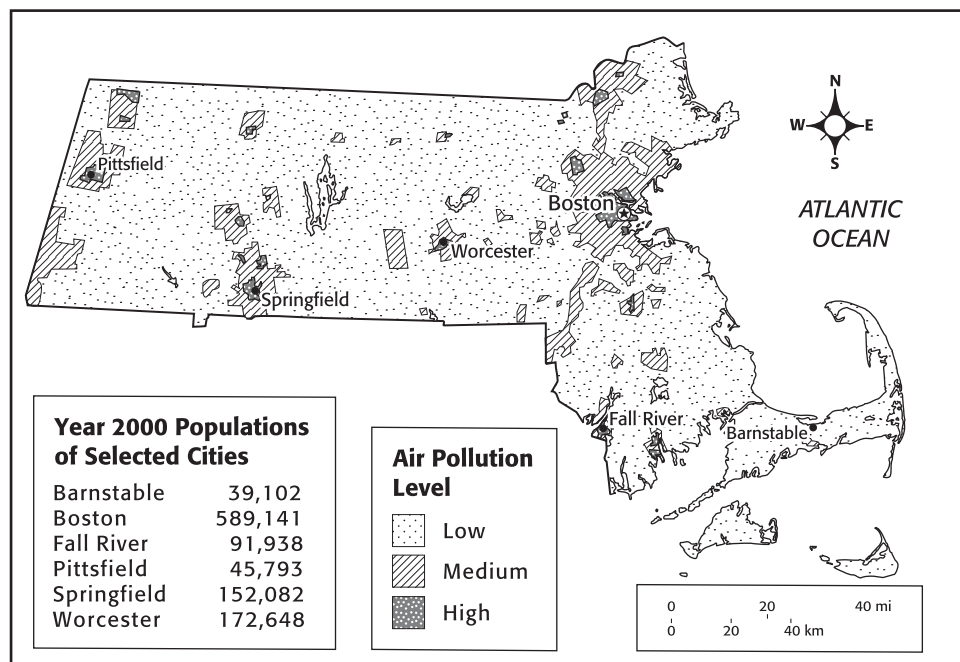 N
W E
S
Pittsfield
Boston
ATLANTIC
OCEAN
Worcester
Springfield
Fall River
Barnstable
Year 2000 Populations
of Selected Cities
Barnstable 39,102
Boston 589,141
Fall River 91,938
Pittsfield 45,793
Springfield 152,082
Worcester 172,648
Air Pollution
Level
Low
Medium
High
0 20 40 mi
0 20 40 km